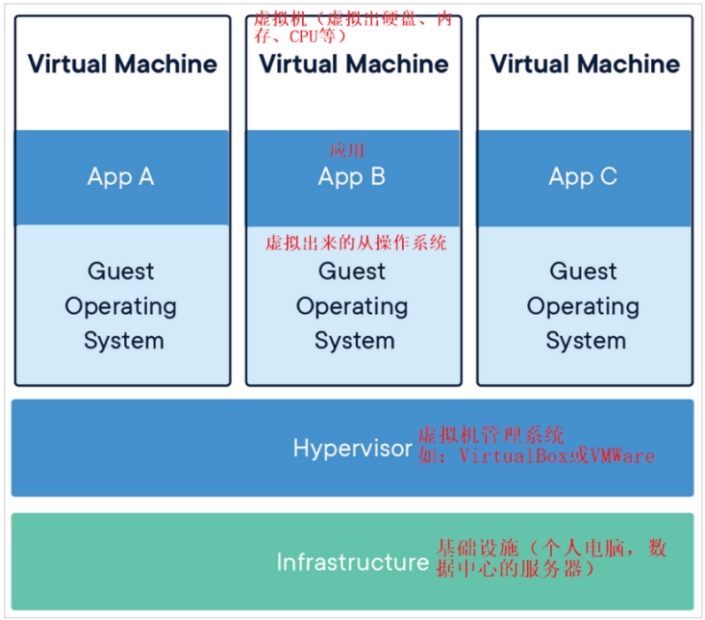 虚拟机（虚拟出硬盘、内
存、CPU等）
Virtual Machine
Virtual Machine
Virtual Machine
应用
App A
App B
App C
虚拟出来的从操作系统
Guest
Operating
System
Guest
Operating
System
Guest
Operating
System
Hypervisor
虚拟机管理系统
如：VirtualBox或VMWare
Infrastructure
基础设施（个人电脑，数
据中心的服务器）